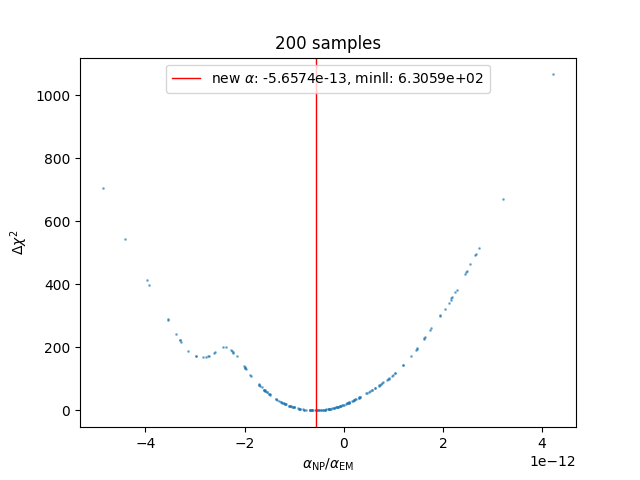 200 samples
new α: -5.6574e-13, minll: 6.3059e+02
1000
800
600
400
200
0
Δχ²
−4
−2
0
2
4
1e−12
α_NP/α_EM